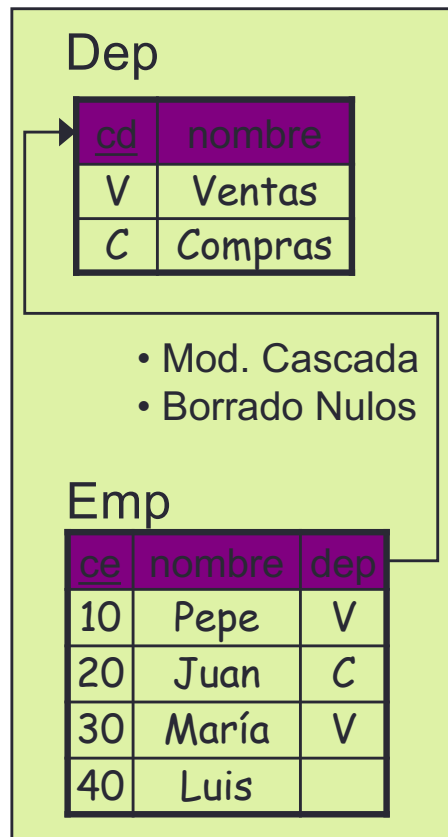 Dep
cd nombre
V Ventas
C Compras
• Mod. Cascada
• Borrado Nulos
Emp
ce nombre dep
10 Pepe V
20 Juan C
30 María V
40 Luis